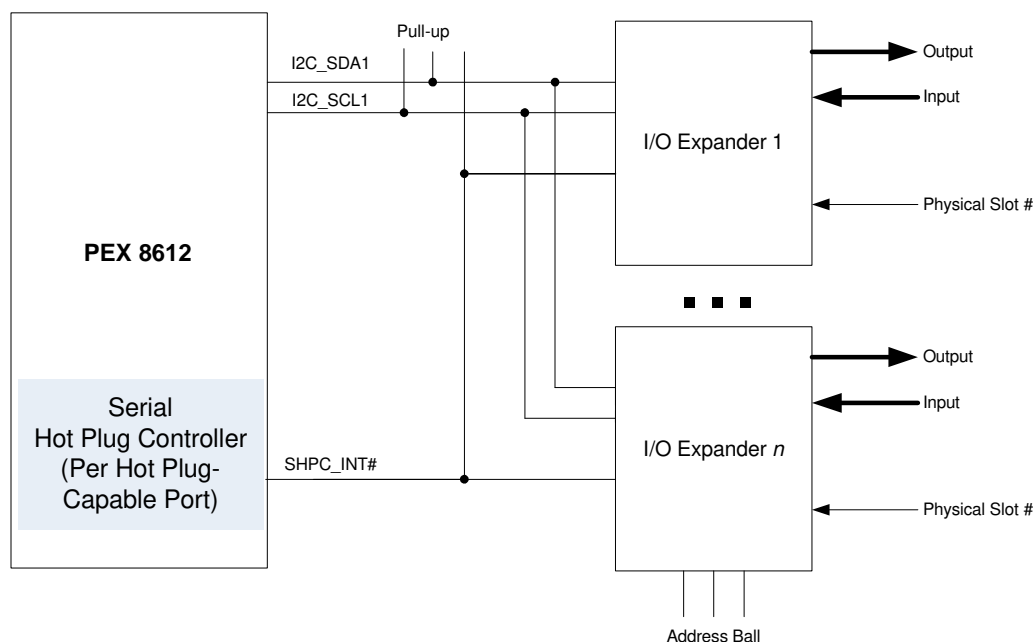 Pull-up
I2C_SDA1
I2C_SCL1
Output
Input
I/O Expander 1
Physical Slot #
PEX 8612
Serial
Hot Plug Controller
(Per Hot Plug-
Capable Port)
SHPC_INT#
Output
Input
I/O Expander n
Physical Slot #
Address Ball